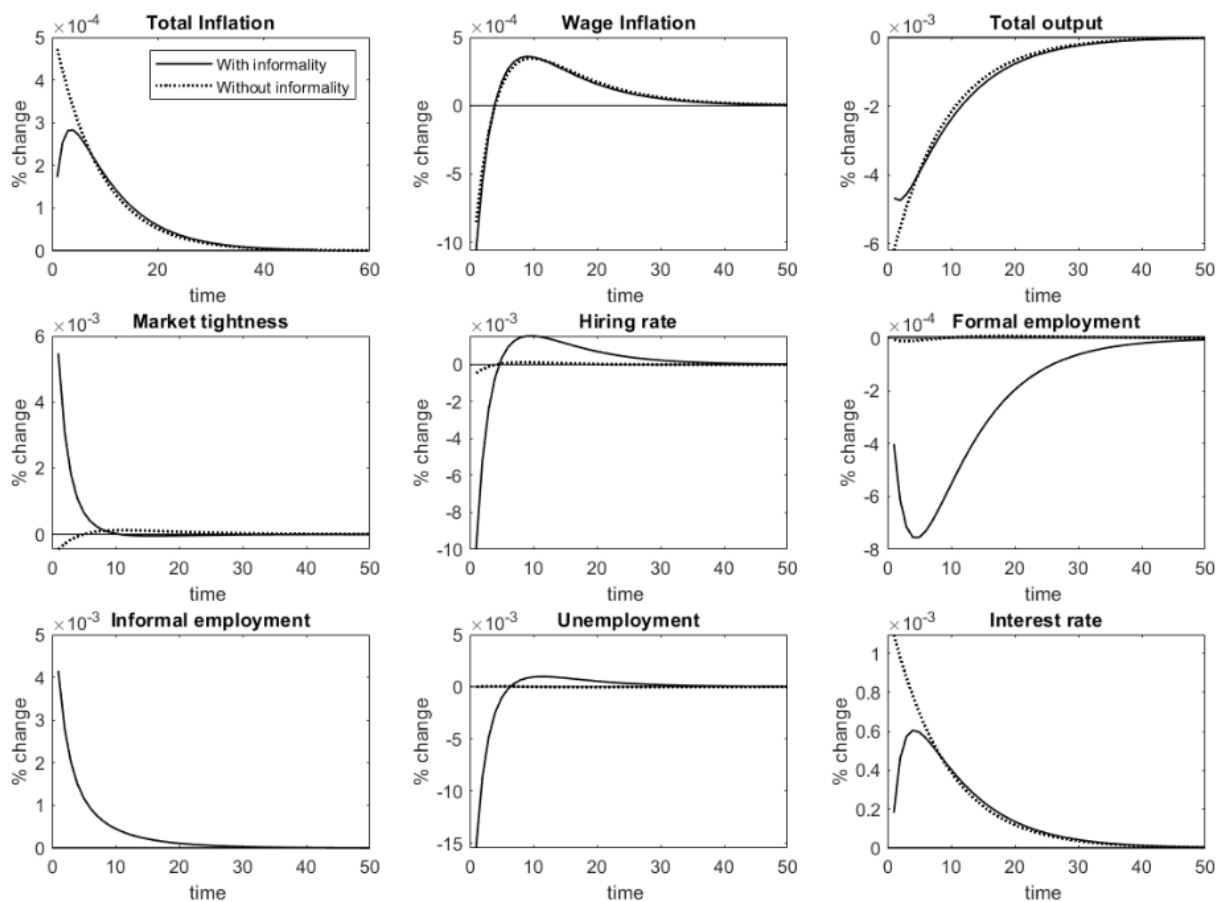 Total Inflation
×10⁻⁴
5
4
3
2
1
0
% change
With informality
Without informality
0 20 40 60
time
Wage Inflation
×10⁻⁴
5
0
-5
-10
% change
0 10 20 30 40 50
time
Total output
×10⁻³
0
-2
-4
-6
% change
0 10 20 30 40 50
time
Market tightness
×10⁻³
6
4
2
0
% change
0 10 20 30 40 50
time
Hiring rate
×10⁻³
0
-2
-4
-6
-8
-10
% change
0 10 20 30 40 50
time
Formal employment
×10⁻⁴
0
-2
-4
-6
-8
% change
0 10 20 30 40 50
time
Informal employment
×10⁻³
5
4
3
2
1
0
% change
0 10 20 30 40 50
time
Unemployment
×10⁻³
5
0
-5
-10
-15
% change
0 10 20 30 40 50
time
Interest rate
×10⁻³
1
0.8
0.6
0.4
0.2
0
% change
0 10 20 30 40 50
time